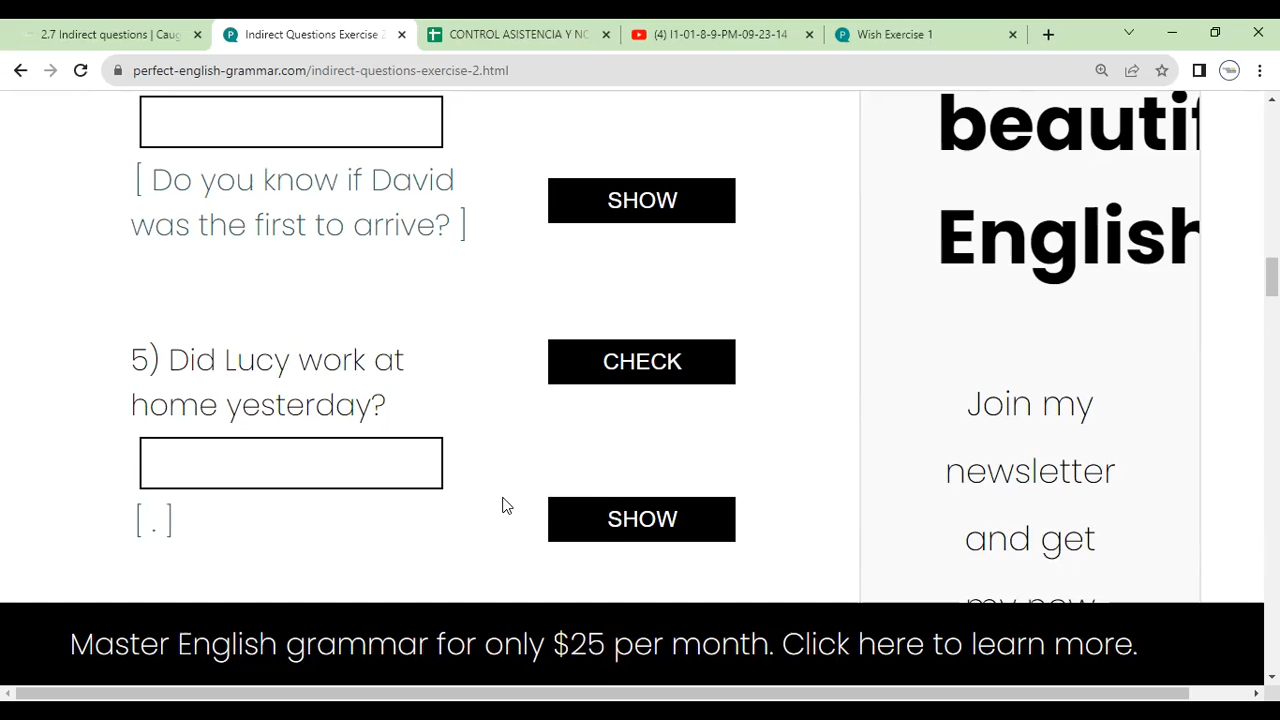 2.7 Indirect questions | Caug
Indirect Questions Exercise 2
CONTROL ASISTENCIA Y NO
(4) I1-01-8-9-PM-09-23-14
Wish Exercise 1
perfect-english-grammar.com/indirect-questions-exercise-2.html
[ Do you know if David
was the first to arrive? ]
SHOW
5) Did Lucy work at
home yesterday?
CHECK
[ . ]
SHOW
beautif
English
Join my
newsletter
and get
my new
Master English grammar for only $25 per month. Click here to learn more.